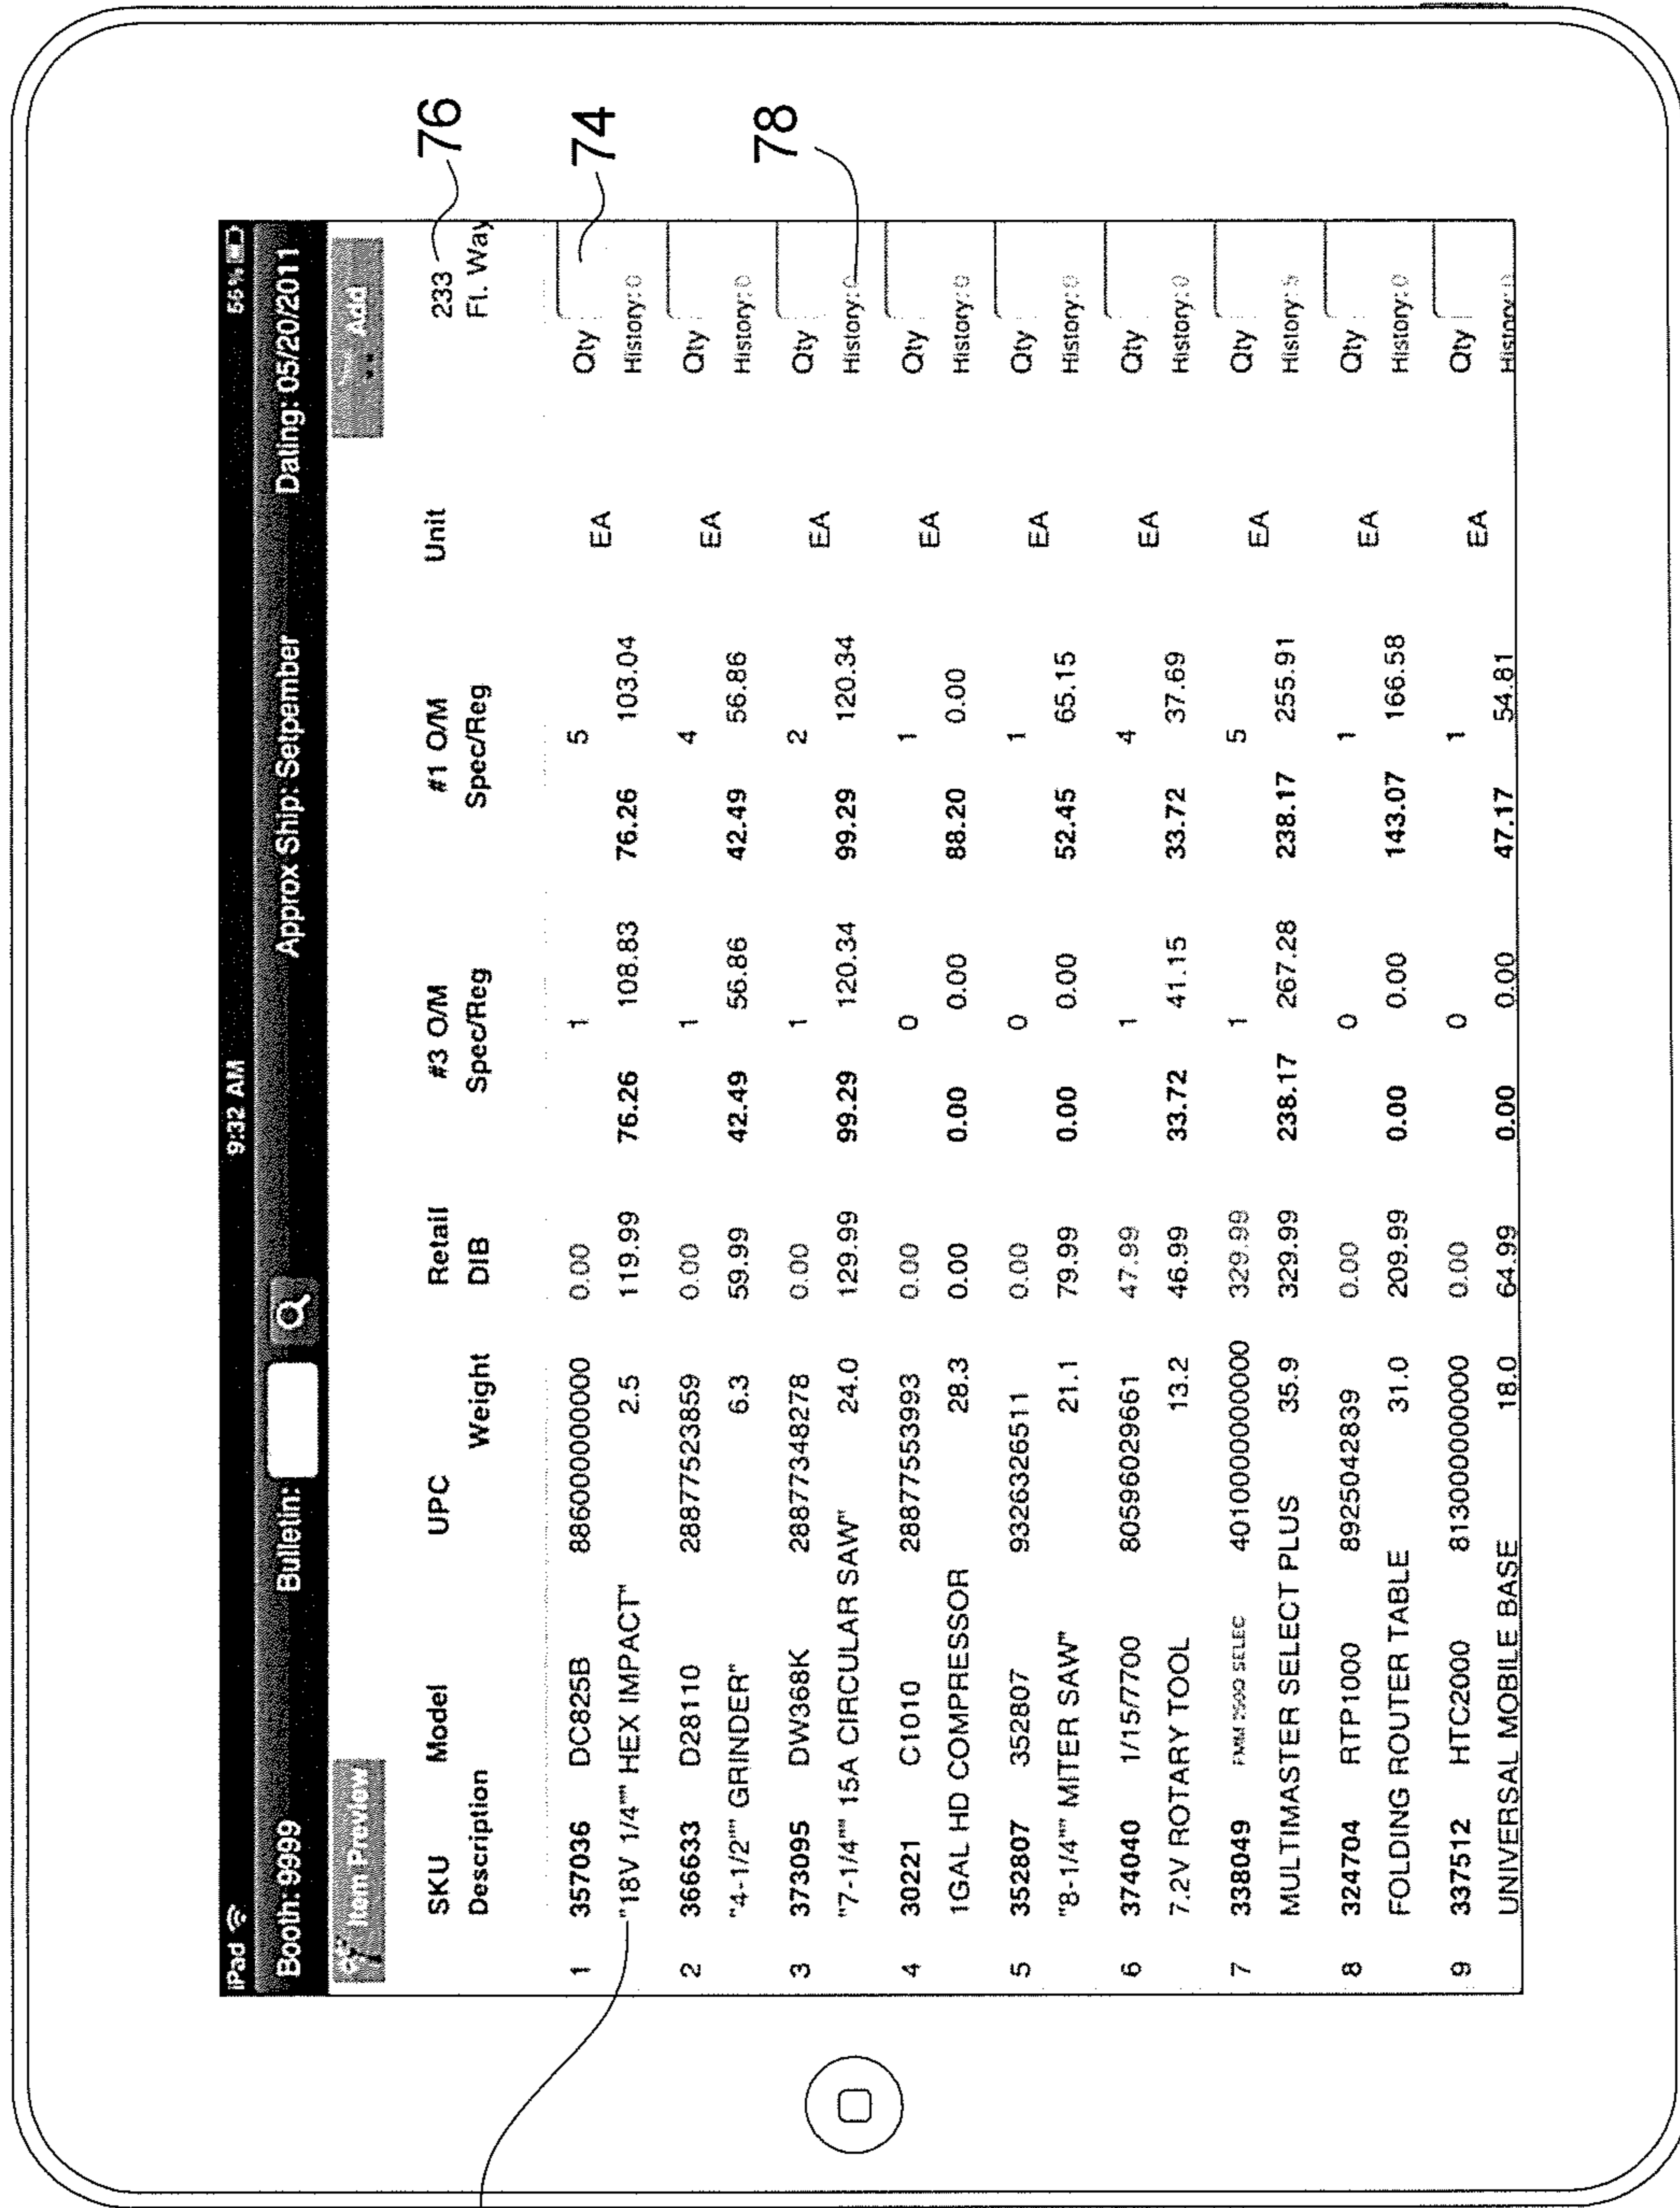 iPad 9:32 AM 56%
Booth: 9999 Bulletin: Approx Ship: Setpember Dating: 05/20/2011
Item Preview Add
SKU Model UPC Retail #3 O/M #1 O/M Unit 233 76
Description Weight DIB Spec/Reg Spec/Reg Ft. Way
1 357036 DC825B 88600000000 0.00 1 5 EA Qty 74
"18V 1/4"" HEX IMPACT" 2.5 119.99 76.26 108.83 76.26 103.04 History: 0
2 366633 D28110 28877523859 0.00 1 4 EA Qty
"4-1/2"" GRINDER" 6.3 59.99 42.49 56.86 42.49 56.86 History: 0
3 373095 DW368K 28877348278 0.00 1 2 EA Qty 78
"7-1/4"" 15A CIRCULAR SAW" 24.0 129.99 99.29 120.34 99.29 120.34 History: 0
4 30221 C1010 28877553993 0.00 0 1 EA Qty
1GAL HD COMPRESSOR 28.3 0.00 0.00 0.00 88.20 0.00 History: 0
5 352807 352807 9326326511 0.00 0 1 EA Qty
"8-1/4"" MITER SAW" 21.1 79.99 0.00 0.00 52.45 65.15 History: 0
6 374040 1/15/7700 80596029661 47.99 1 4 EA Qty
7.2V ROTARY TOOL 13.2 46.99 33.72 41.15 33.72 37.69 History: 0
7 338049 SELEC 401000000000 329.99 1 5 EA Qty
MULTIMASTER SELECT PLUS 35.9 329.99 238.17 267.28 238.17 255.91 History:
8 324704 RTP1000 8925042839 0.00 0 1 EA Qty
FOLDING ROUTER TABLE 31.0 209.99 0.00 0.00 143.07 166.58 History: 0
9 337512 HTC2000 81300000000 0.00 0 1 EA Qty
UNIVERSAL MOBILE BASE 18.0 64.99 0.00 0.00 47.17 54.81 History: 0